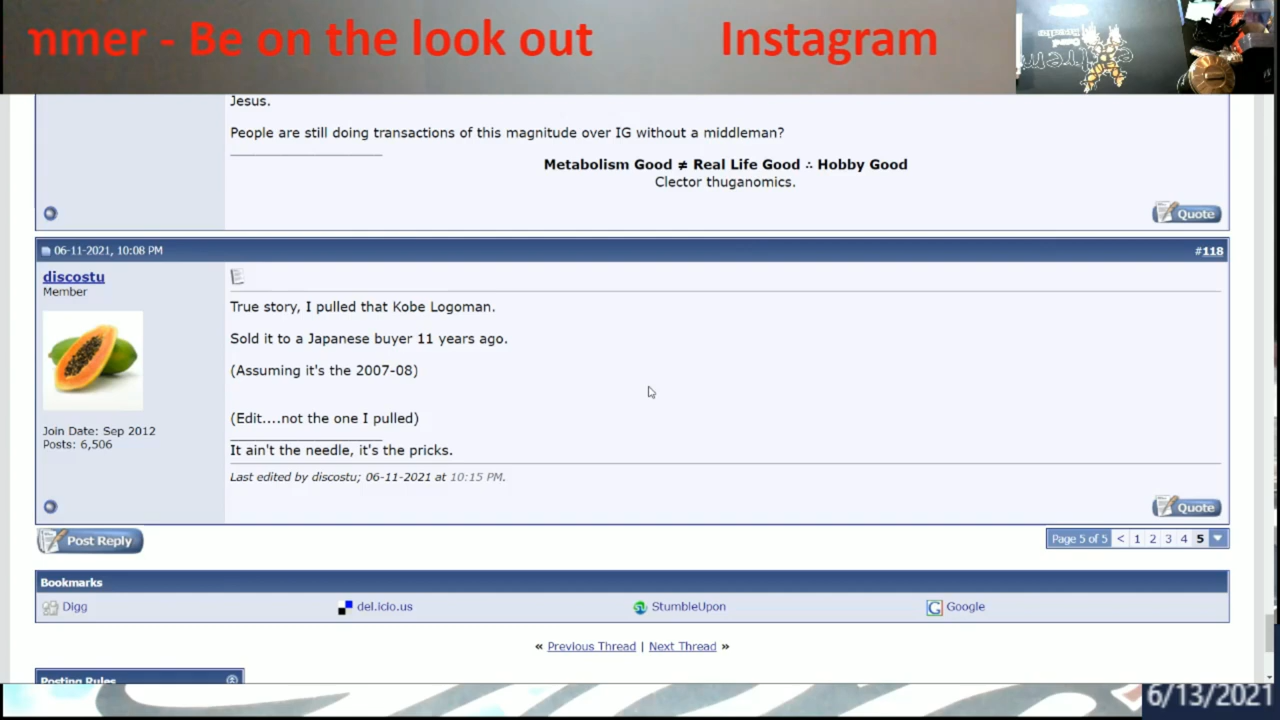 nmer - Be on the look out Instagram
Jesus.
People are still doing transactions of this magnitude over IG without a middleman?
Metabolism Good ≠ Real Life Good ∴ Hobby Good
Clector thuganomics.
Quote
06-11-2021, 10:08 PM #118
discostu
Member
True story, I pulled that Kobe Logoman.
Sold it to a Japanese buyer 11 years ago.
(Assuming it's the 2007-08)
(Edit....not the one I pulled)
Join Date: Sep 2012
Posts: 6,506
It ain't the needle, it's the pricks.
Last edited by discostu; 06-11-2021 at 10:15 PM.
Quote
Post Reply
Page 5 of 5 < 1 2 3 4 5
Bookmarks
Digg del.icio.us StumbleUpon Google
« Previous Thread | Next Thread »
Posting Rules
6/13/2021